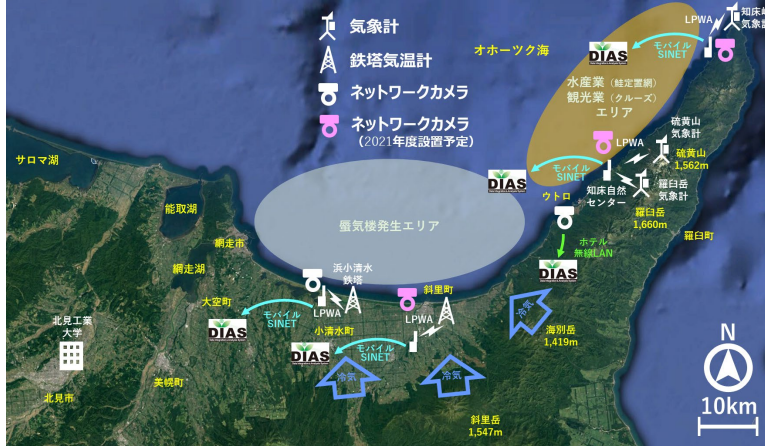 気象計
鉄塔気温計
ネットワークカメラ
ネットワークカメラ
(2021年度設置予定)
オホーツク海
LPWA
知床岬
気象計
DIAS
モバイル
SINET
水産業(鮭定置網)
観光業(クルーズ)
エリア
LPWA
硫黄山
気象計
硫黄山
1,562m
DIAS
モバイル
SINET
知床自然
センター
羅臼岳
気象計
ウトロ
羅臼岳
1,660m
羅臼町
ホテル
無線LAN
DIAS
サロマ湖
能取湖
蜃気楼発生エリア
網走市
網走湖
浜小清水
鉄塔
斜里町
大空町
LPWA
LPWA
DIAS
モバイル
SINET
小清水町
冷気
海別岳
1,419m
北見工業
大学
DIAS
モバイル
SINET
冷気
冷気
美幌町
北見市
斜里岳
1,547m
N
10km